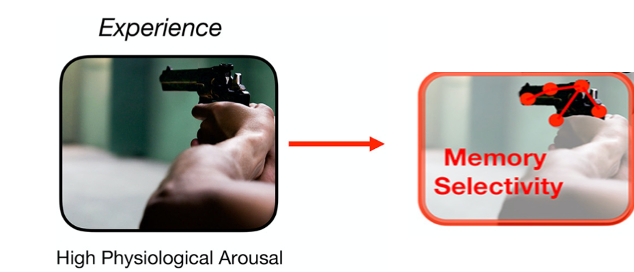 Experience
Memory
Selectivity
High Physiological Arousal